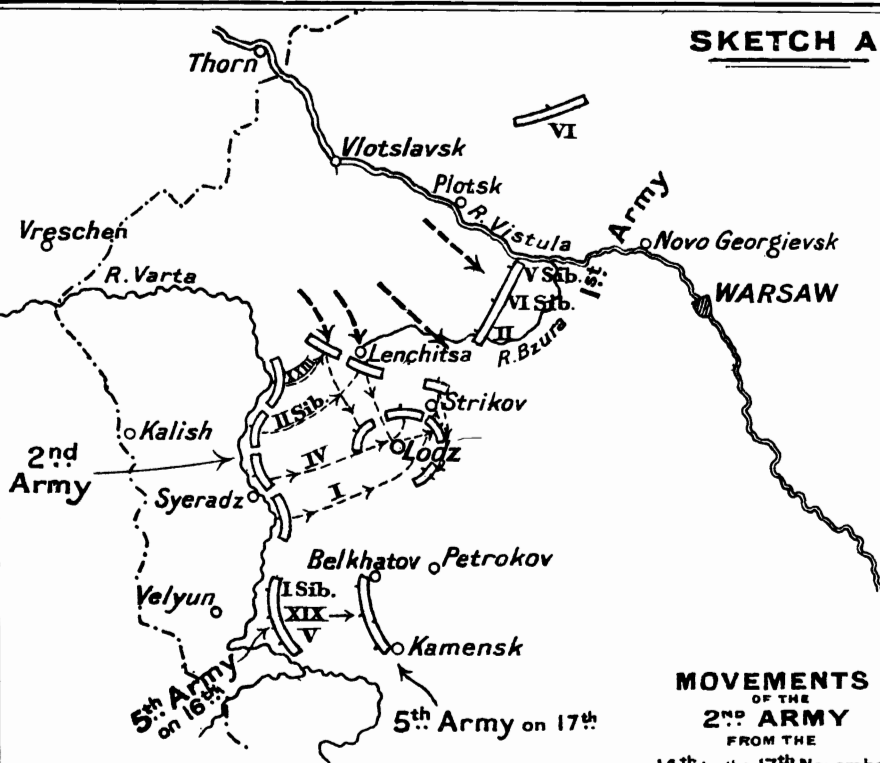 SKETCH A
Thorn
VI
Vlotslavsk
Plotsk
R. Vistula
1st Army
Novo Georgievsk
Vreschen
R. Varta
V Sib.
VI Sib.
II
WARSAW
R. Bzura
Lenchitsa
XXIII
II Sib.
Strikov
Kalish
2nd Army
IV
Lodz
I
Syeradz
Belkhatov
Petrokov
Velyun
I Sib.
XIX
V
Kamensk
5th Army
on 16th
5th Army on 17th
MOVEMENTS
OF THE
2ND ARMY
FROM THE